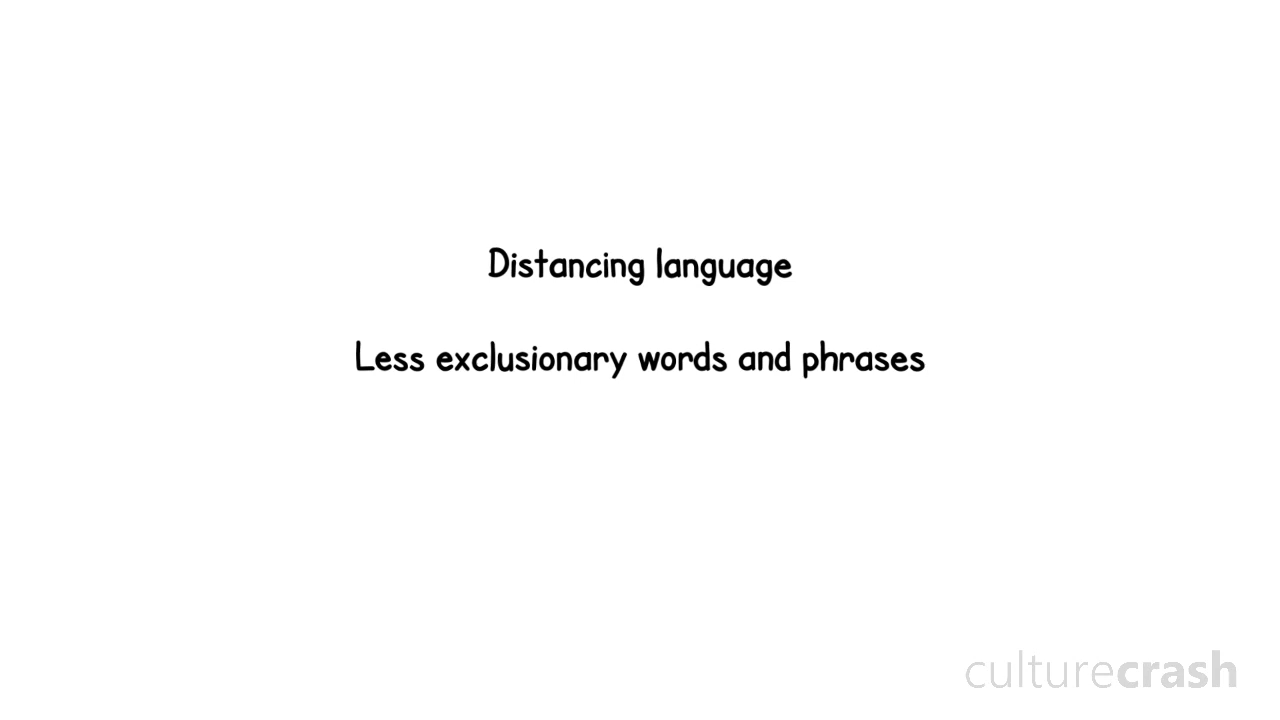 Distancing language
Less exclusionary words and phrases
culturecrash